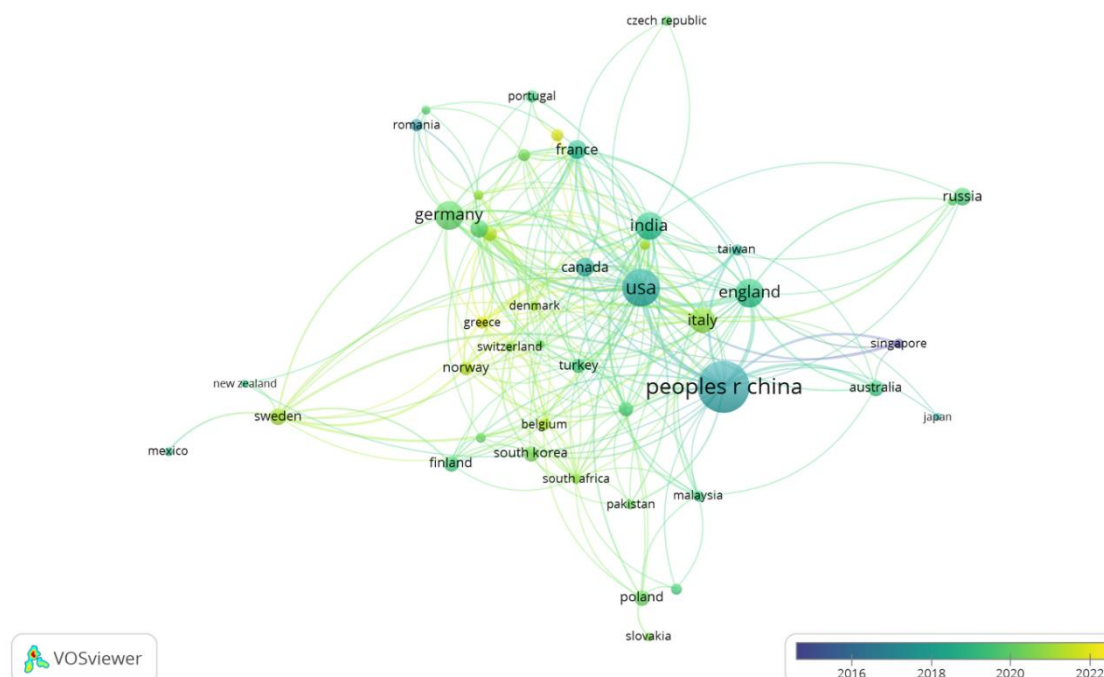 czech republic
portugal
romania
france
russia
germany
india
taiwan
canada
usa
england
denmark
greece
italy
switzerland
singapore
norway
turkey
peoples r china
australia
new zealand
sweden
belgium
japan
mexico
finland
south korea
south africa
malaysia
pakistan
poland
slovakia
VOSviewer
2016 2018 2020 2022